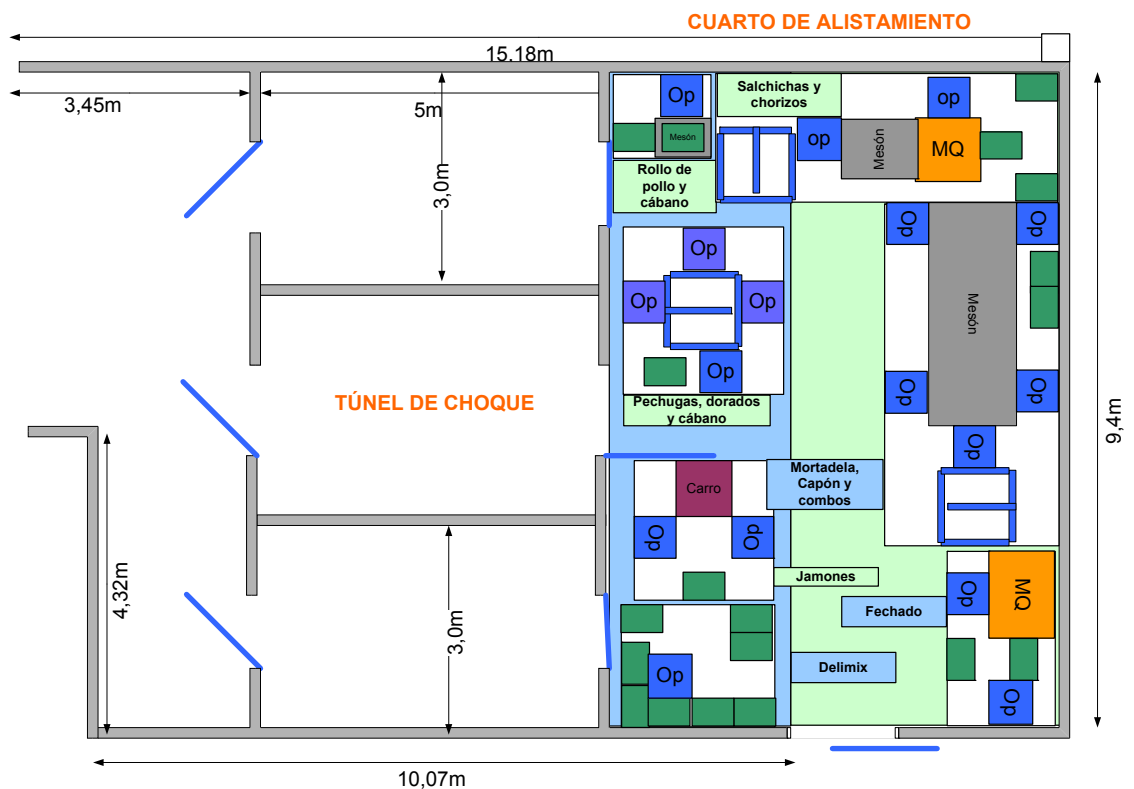 CUARTO DE ALISTAMIENTO
15.18m
3,45m
5m
3,0m
Op
Mesón
Rollo de
pollo y
cábano
Salchichas y
chorizos
op
op
Mesón
MQ
Op
Op
Op
Op
Pechugas, dorados
y cábano
Op
Op
Mesón
Op
Op
Op
9,4m
TÚNEL DE CHOQUE
Carro
Op
Op
Mortadela,
Capón y
combos
Jamones
Fechado
Op
MQ
Op
Delimix
Op
4,32m
3,0m
10,07m